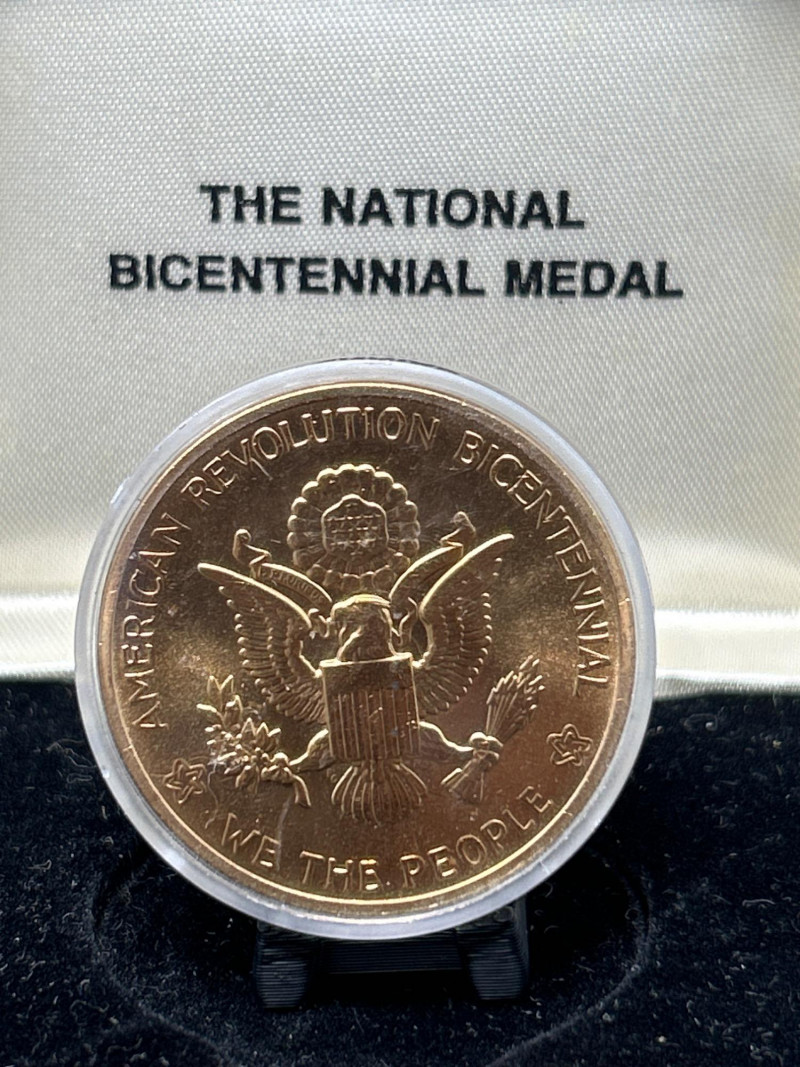 THE NATIONAL
BICENTENNIAL MEDAL
AMERICAN REVOLUTION BICENTENNIAL
WE THE PEOPLE